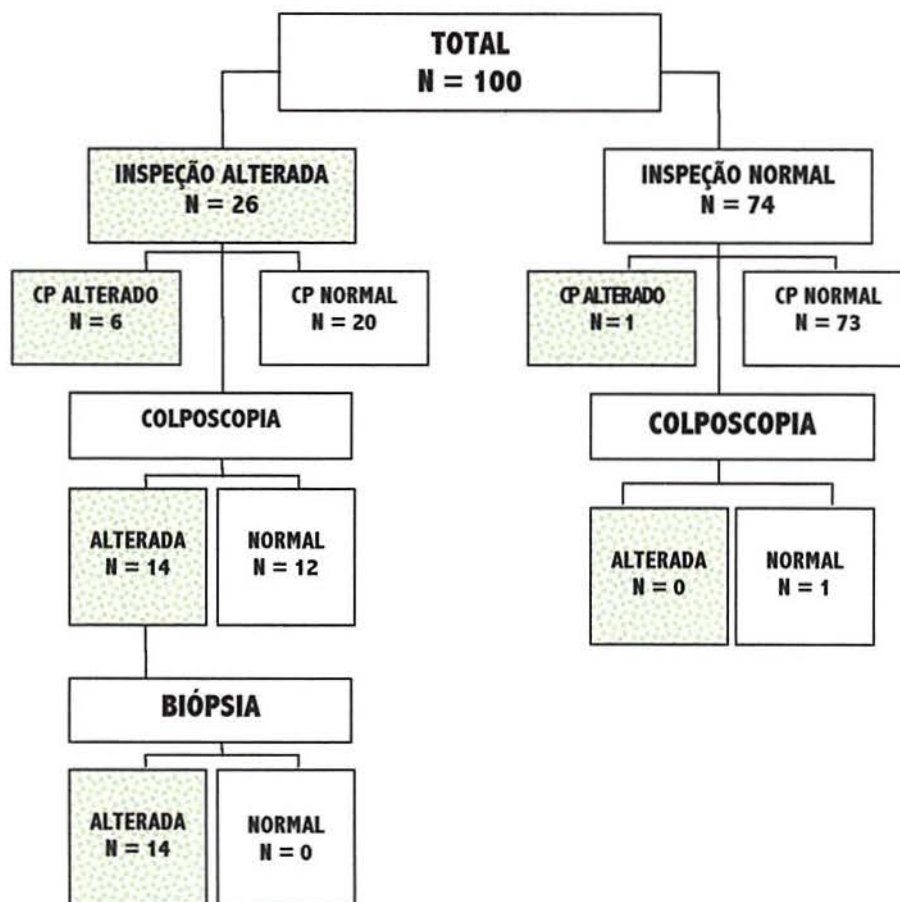 TOTAL
N = 100
INSPEÇÃO ALTERADA
N = 26
INSPEÇÃO NORMAL
N = 74
CP ALTERADO
N = 6
CP NORMAL
N = 20
CP ALTERADO
N= 1
CP NORMAL
N = 73
COLPOSCOPIA
COLPOSCOPIA
ALTERADA
N = 14
NORMAL
N = 12
ALTERADA
N = 0
NORMAL
N = 1
BIÓPSIA
ALTERADA
N = 14
NORMAL
N = 0